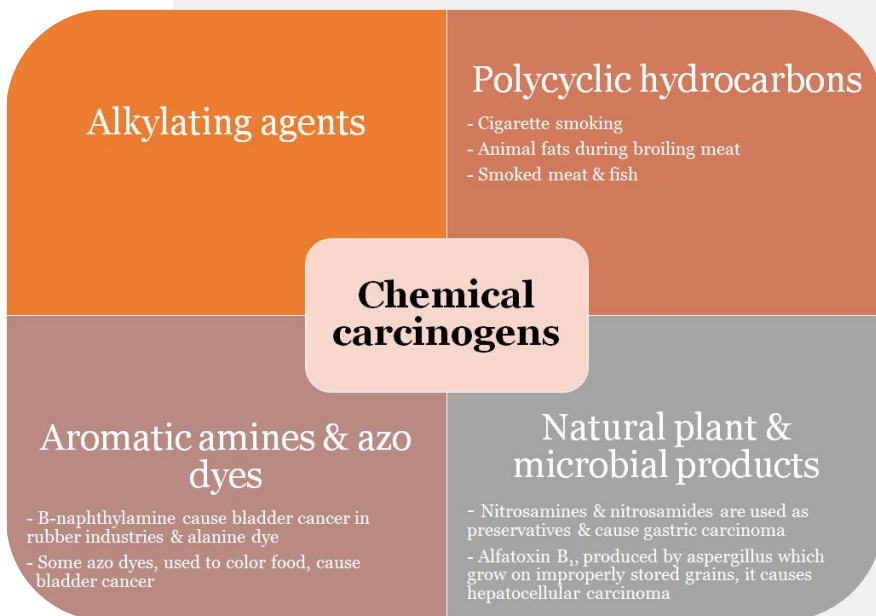 Alkylating agents
Polycyclic hydrocarbons
- Cigarette smoking
- Animal fats during broiling meat
- Smoked meat & fish
Chemical
carcinogens
Aromatic amines & azo
dyes
- B-naphthylamine cause bladder cancer in
rubber industries & alanine dye
- Some azo dyes, used to color food, cause
bladder cancer
Natural plant &
microbial products
- Nitrosamines & nitrosamides are used as
preservatives & cause gastric carcinoma
- Alfatoxin B₁, produced by aspergillus which
grow on improperly stored grains, it causes
hepatocellular carcinoma